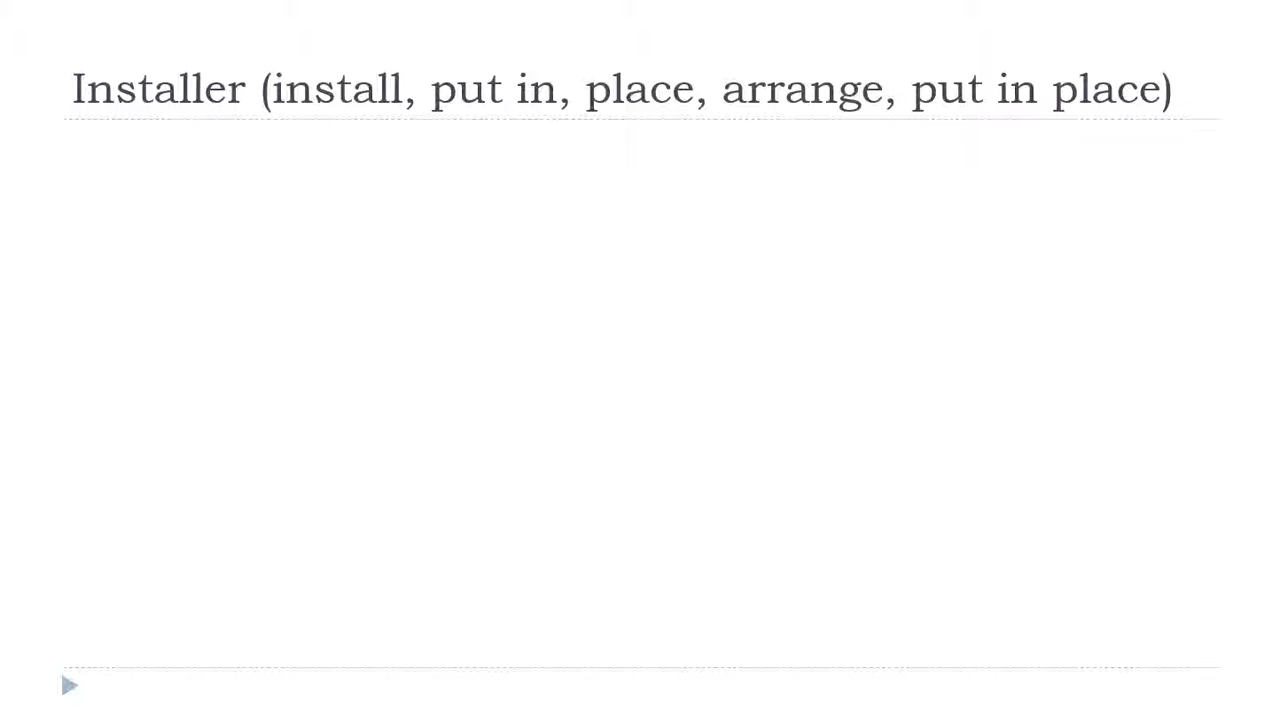 Installer (install, put in, place, arrange, put in place)